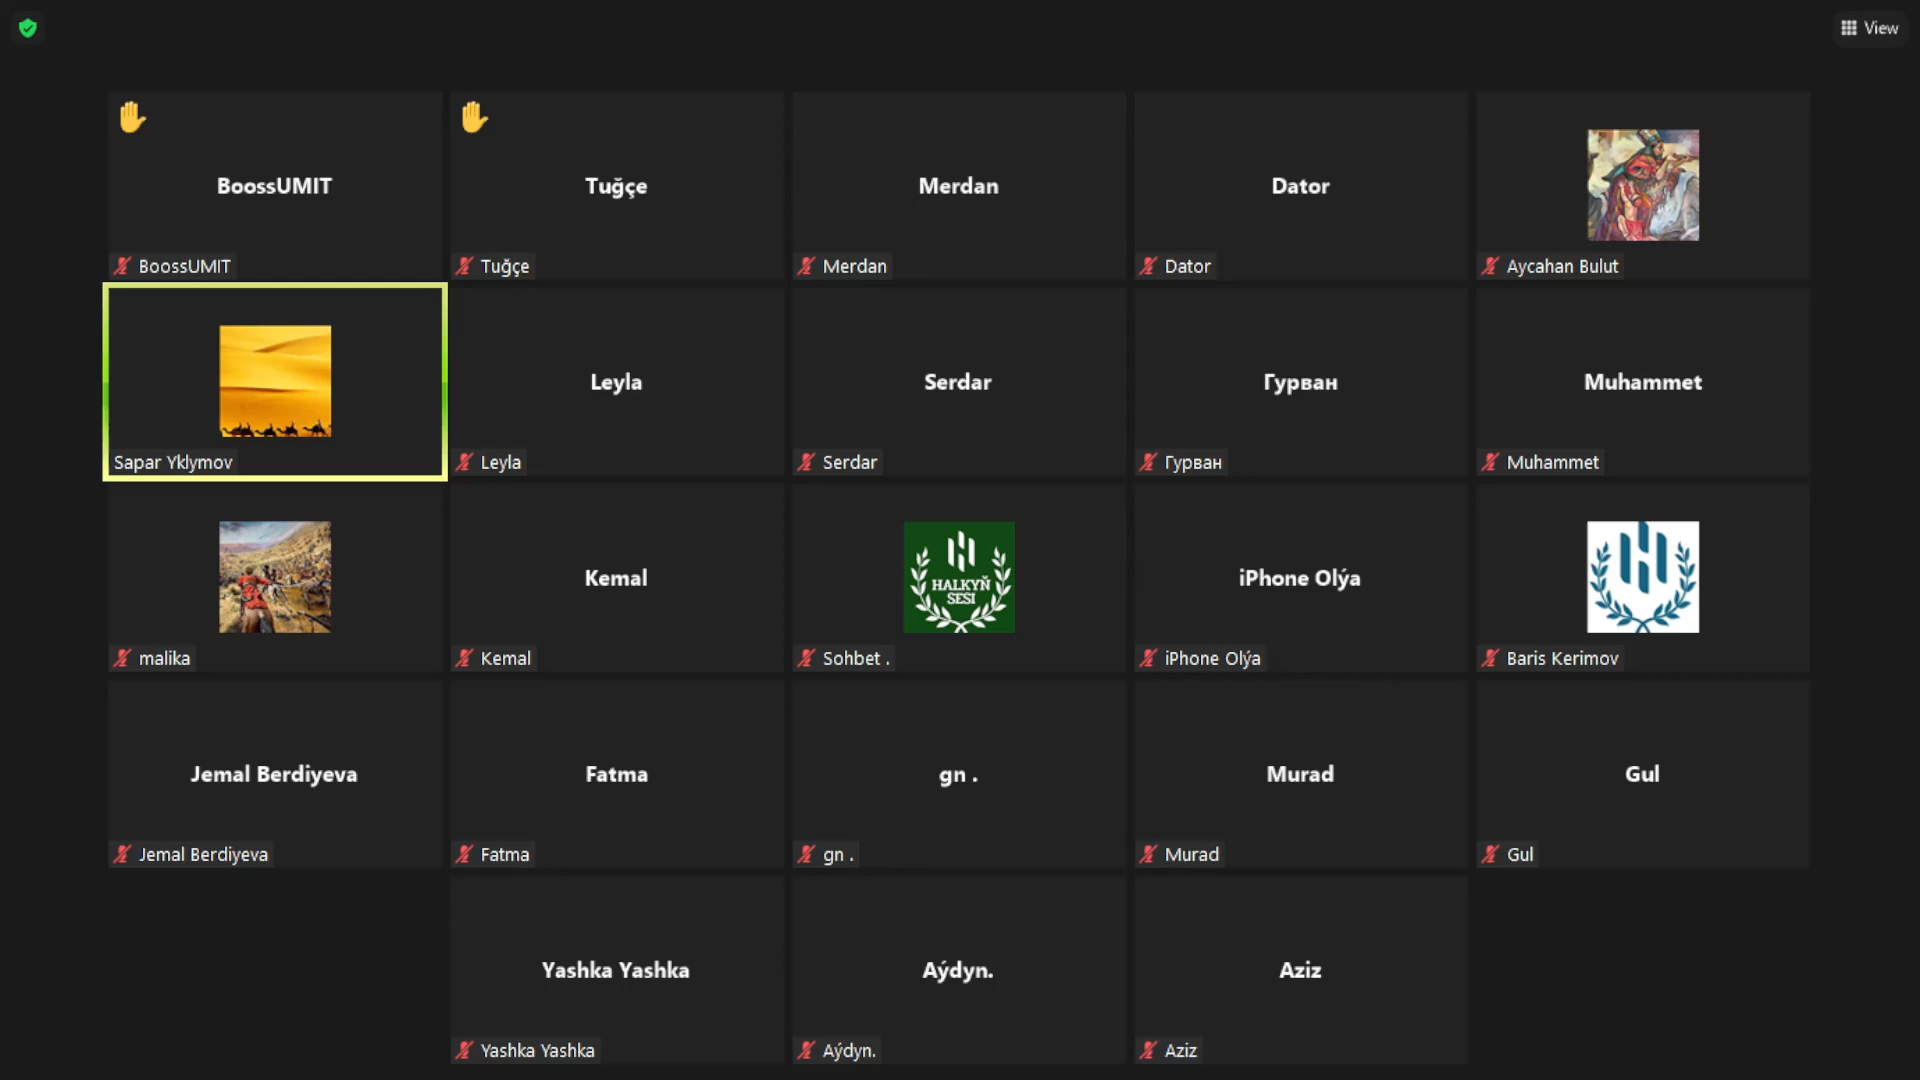 View
BoossUMIT
Tuğçe
Merdan
Dator
BoossUMIT
Tuğçe
Merdan
Dator
Aycahan Bulut
Leyla
Serdar
Гурван
Muhammet
Sapar Yklymov
Leyla
Serdar
Гурван
Muhammet
Kemal
HALKYŇ
SESI
iPhone Olýa
malika
Kemal
Sohbet .
iPhone Olýa
Baris Kerimov
Jemal Berdiyeva
Fatma
gn .
Murad
Gul
Jemal Berdiyeva
Fatma
gn .
Murad
Gul
Yashka Yashka
Aýdyn.
Aziz
Yashka Yashka
Aýdyn.
Aziz